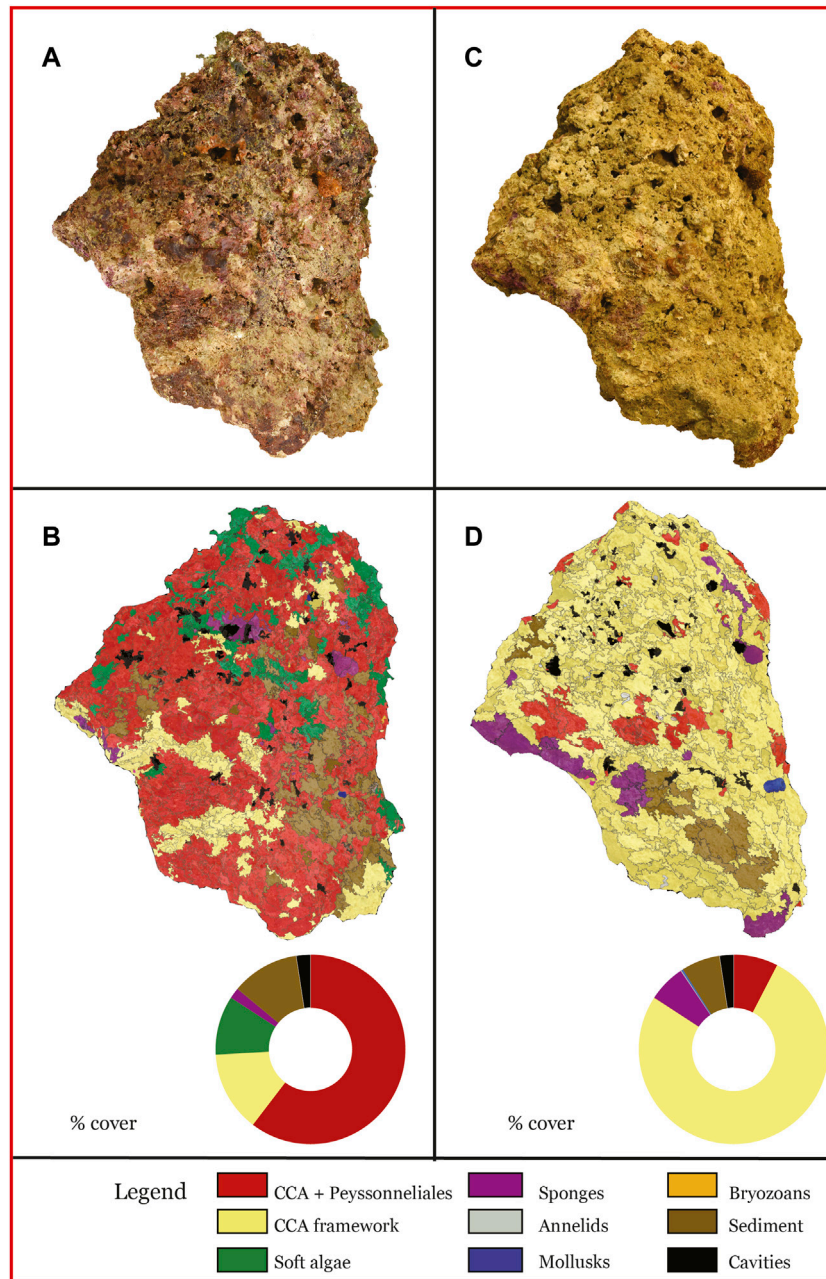 A
C
B
D
% cover
% cover
Legend
CCA + Peyssonneliales
Sponges
Bryozoans
CCA framework
Annelids
Sediment
Soft algae
Mollusks
Cavities